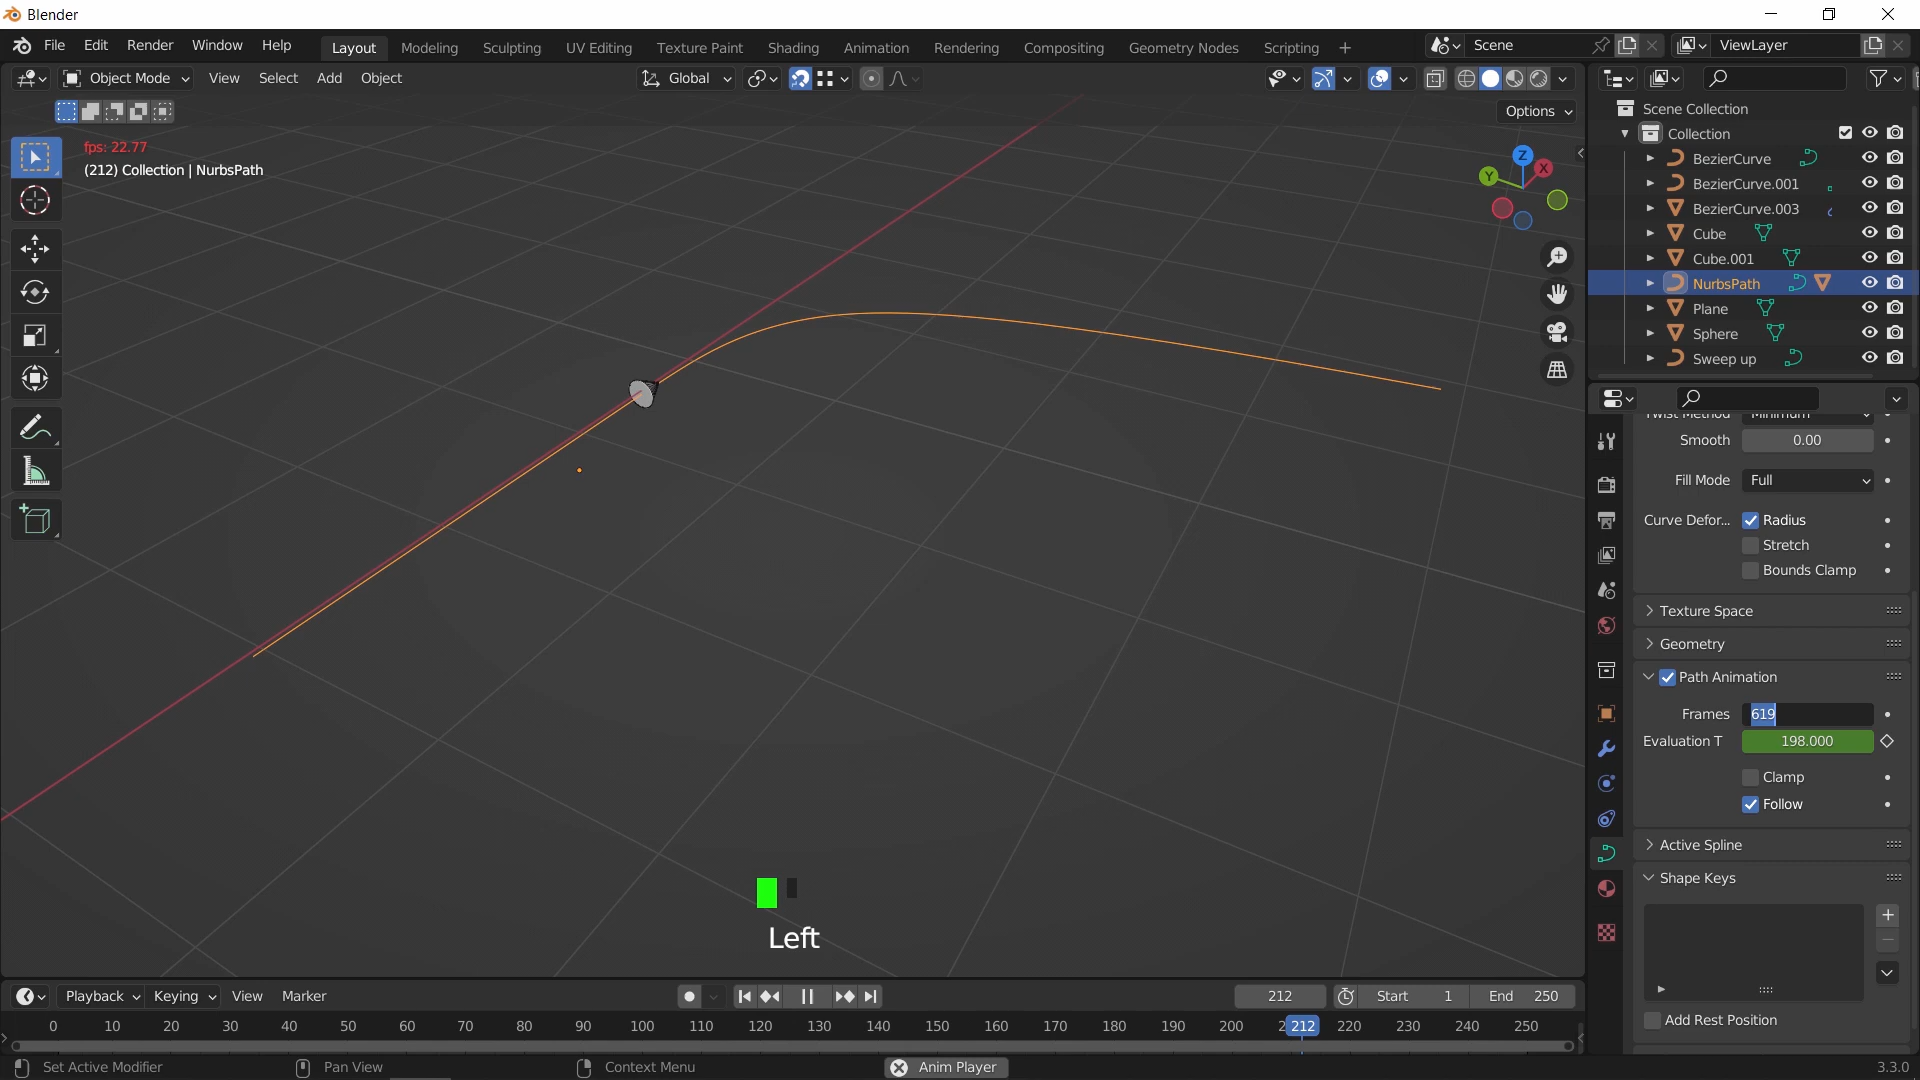 Blender
File Edit Render Window Help Layout Modeling Sculpting UV Editing Texture Paint Shading Animation Rendering Compositing Geometry Nodes Scripting + Scene ViewLayer
Object Mode View Select Add Object Global
Options
fps: 22.77
(212) Collection | NurbsPath
Z
X
Y
Scene Collection
Collection
BezierCurve
BezierCurve.001
BezierCurve.003
Cube
Cube.001
NurbsPath
Plane
Sphere
Sweep up
Twist Method Minimum
Smooth 0.00
Fill Mode Full
Curve Defor... Radius
Stretch
Bounds Clamp
Texture Space
Geometry
Path Animation
Frames 619
Evaluation T 198.000
Clamp
Follow
Active Spline
Shape Keys
Add Rest Position
Left
Playback Keying View Marker 212 Start 1 End 250
0 10 20 30 40 50 60 70 80 90 100 110 120 130 140 150 160 170 180 190 200 2 212 220 230 240 250
Set Active Modifier Pan View Context Menu Anim Player 3.3.0